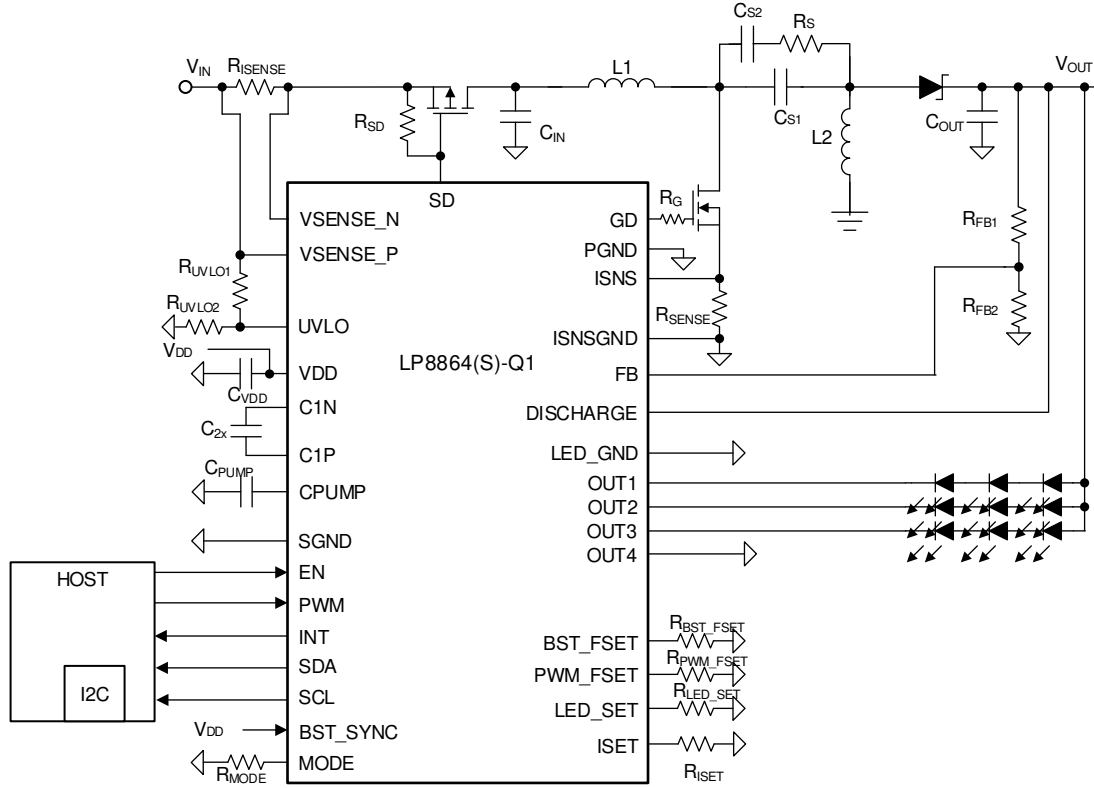 CS2
RS
VIN
RISENSE
L1
VOUT
CS1
RSD
CIN
L2
COUT
SD
RG
VSENSE_N
GD
RFB1
VSENSE_P
PGND
RUVLO1
ISNS
RUVLO2
RSENSE
RFB2
UVLO
ISNSGND
VDD
LP8864(S)-Q1
VDD
FB
CVDD
C1N
DISCHARGE
C2x
C1P
LED_GND
CPUMP
CPUMP
OUT1
OUT2
OUT3
SGND
OUT4
HOST
EN
PWM
INT
RBST_FSET
BST_FSET
SDA
RPWM_FSET
PWM_FSET
I2C
SCL
RLED_SET
LED_SET
VDD
BST_SYNC
ISET
MODE
RMODE
RISET